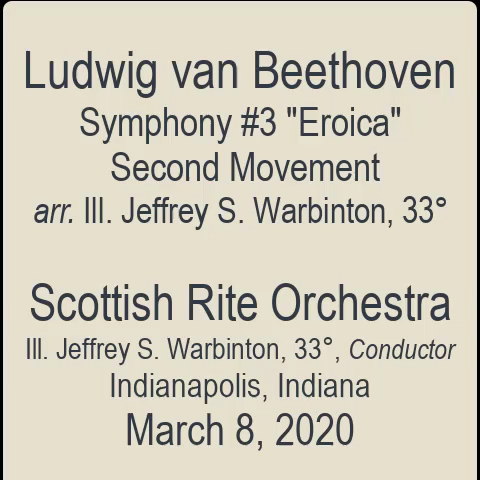 Ludwig van Beethoven
Symphony #3 "Eroica"
Second Movement
arr. Ill. Jeffrey S. Warbinton, 33°
Scottish Rite Orchestra
Ill. Jeffrey S. Warbinton, 33°, Conductor
Indianapolis, Indiana
March 8, 2020